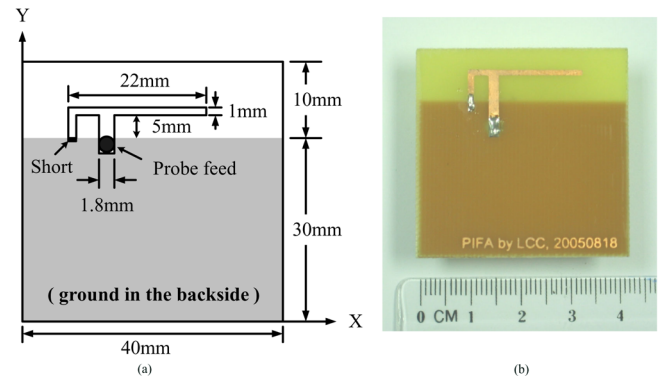 Y
22mm
1mm
10mm
5mm
Short
Probe feed
1.8mm
30mm
( ground in the backside )
X
40mm
(a)
PIFA by LCC, 20050818
0 CM 1 2 3 4
(b)